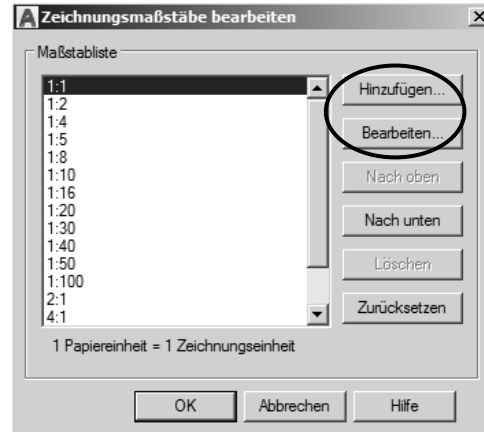 A Zeichnungsmaßstäbe bearbeiten x
Maßstabliste
1:1
1:2
1:4
1:5
1:8
1:10
1:16
1:20
1:30
1:40
1:50
1:100
2:1
4:1
Hinzufügen...
Bearbeiten...
Nach oben
Nach unten
Löschen
Zurücksetzen
1 Papiereinheit = 1 Zeichnungseinheit
OK Abbrechen Hilfe